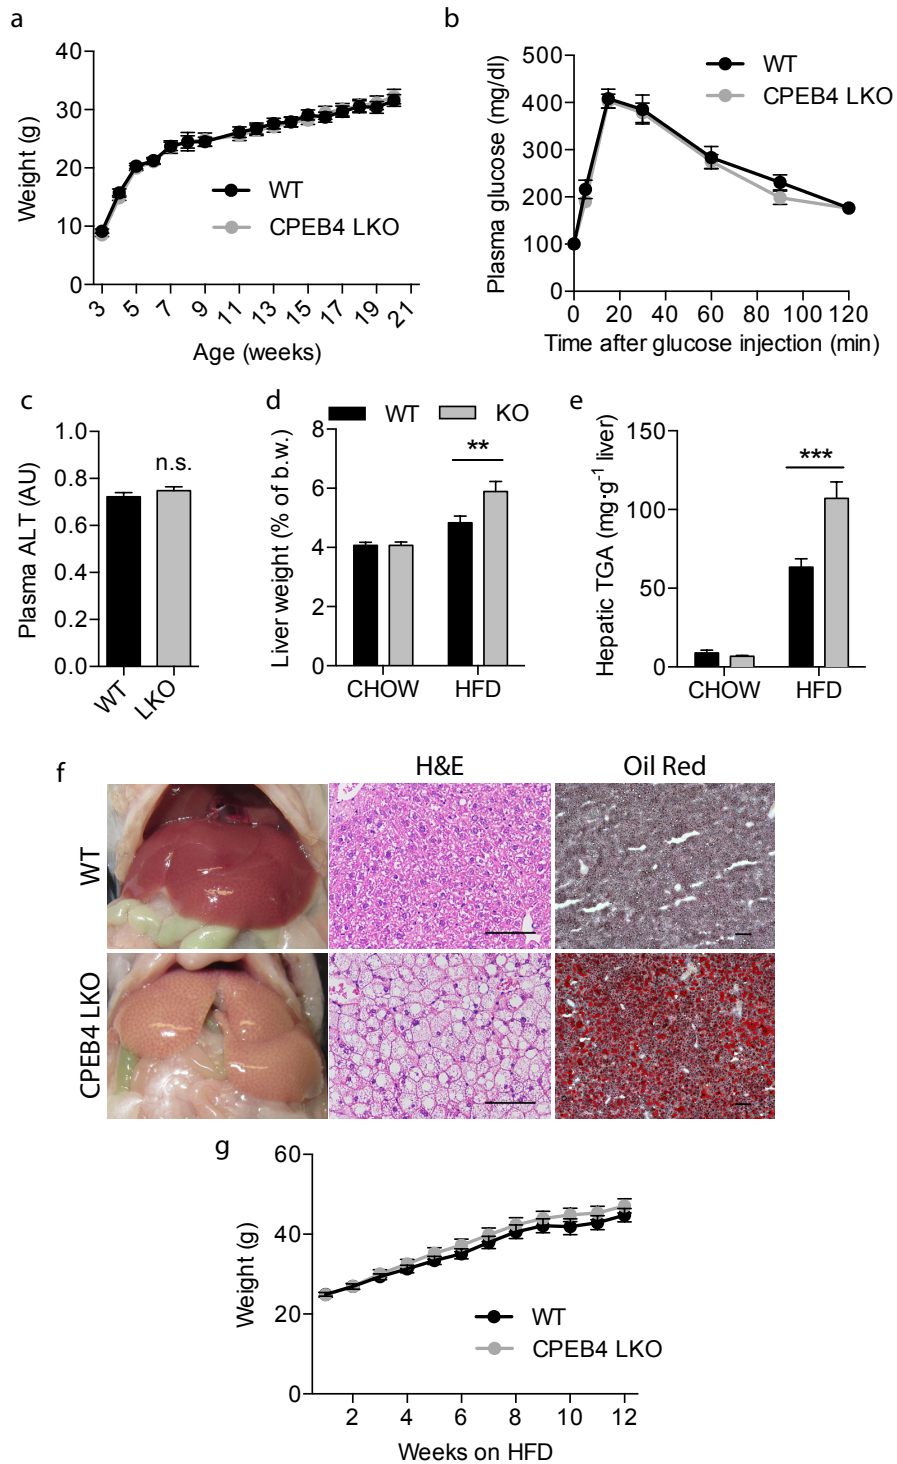 a
40
30
20
10
0
Weight (g)
WT
CPEB4 LKO
3 5 7 9 11 13 15 17 19 21
Age (weeks)
b
500
400
300
200
100
0
Plasma glucose (mg/dl)
WT
CPEB4 LKO
0 20 40 60 80 100 120
Time after glucose injection (min)
c
1.0
0.8
0.6
0.4
0.2
0.0
Plasma ALT (AU)
n.s.
WT LKO
d
WT KO
8
6
4
2
0
Liver weight (% of b.w.)
**
CHOW HFD
e
150
100
50
0
Hepatic TGA (mg·g⁻¹ liver)
***
CHOW HFD
f
H&E Oil Red
WT
CPEB4 LKO
g
60
40
20
0
Weight (g)
WT
CPEB4 LKO
2 4 6 8 10 12
Weeks on HFD